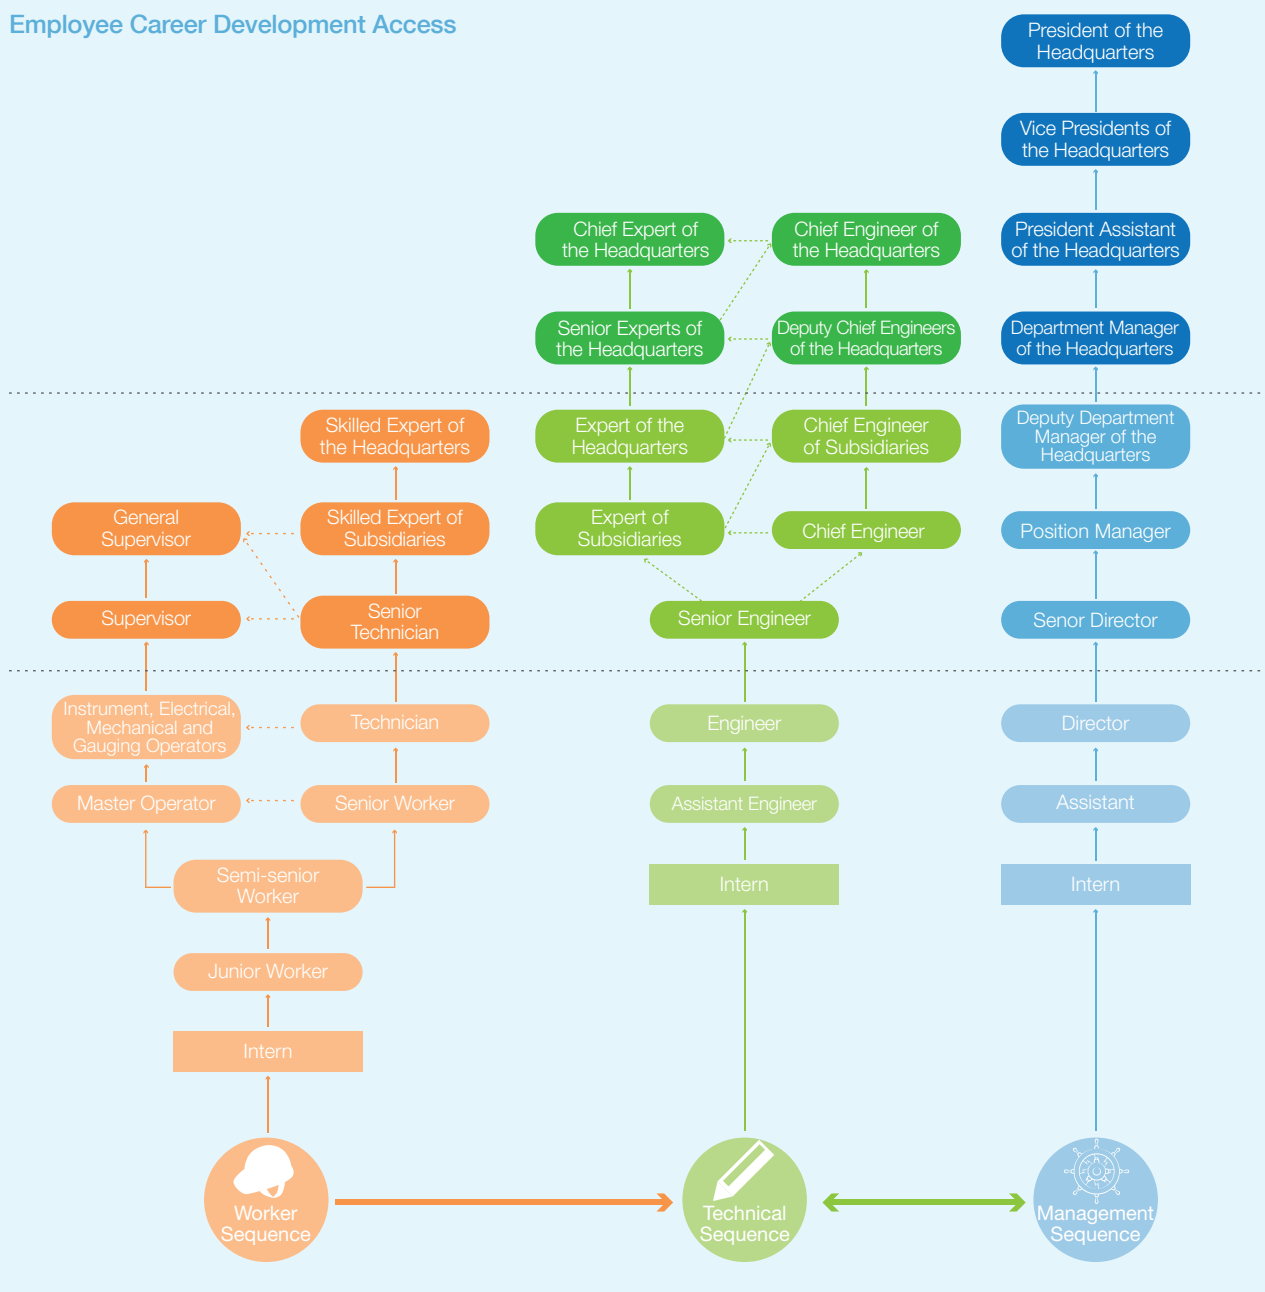 Employee Career Development Access
President of the
Headquarters
Vice Presidents of
the Headquarters
Chief Expert of
the Headquarters
Chief Engineer of
the Headquarters
President Assistant
of the Headquarters
Senior Experts of
the Headquarters
Deputy Chief Engineers
of the Headquarters
Department Manager
of the Headquarters
Skilled Expert of
the Headquarters
Expert of the
Headquarters
Chief Engineer
of Subsidiaries
Deputy Department
Manager of the
Headquarters
General
Supervisor
Skilled Expert of
Subsidiaries
Expert of
Subsidiaries
Chief Engineer
Position Manager
Supervisor
Senior
Technician
Senior Engineer
Senor Director
Instrument, Electrical,
Mechanical and
Gauging Operators
Technician
Engineer
Director
Master Operator
Senior Worker
Assistant Engineer
Assistant
Semi-senior
Worker
Intern
Intern
Junior Worker
Intern
Worker
Sequence
Technical
Sequence
Management
Sequence